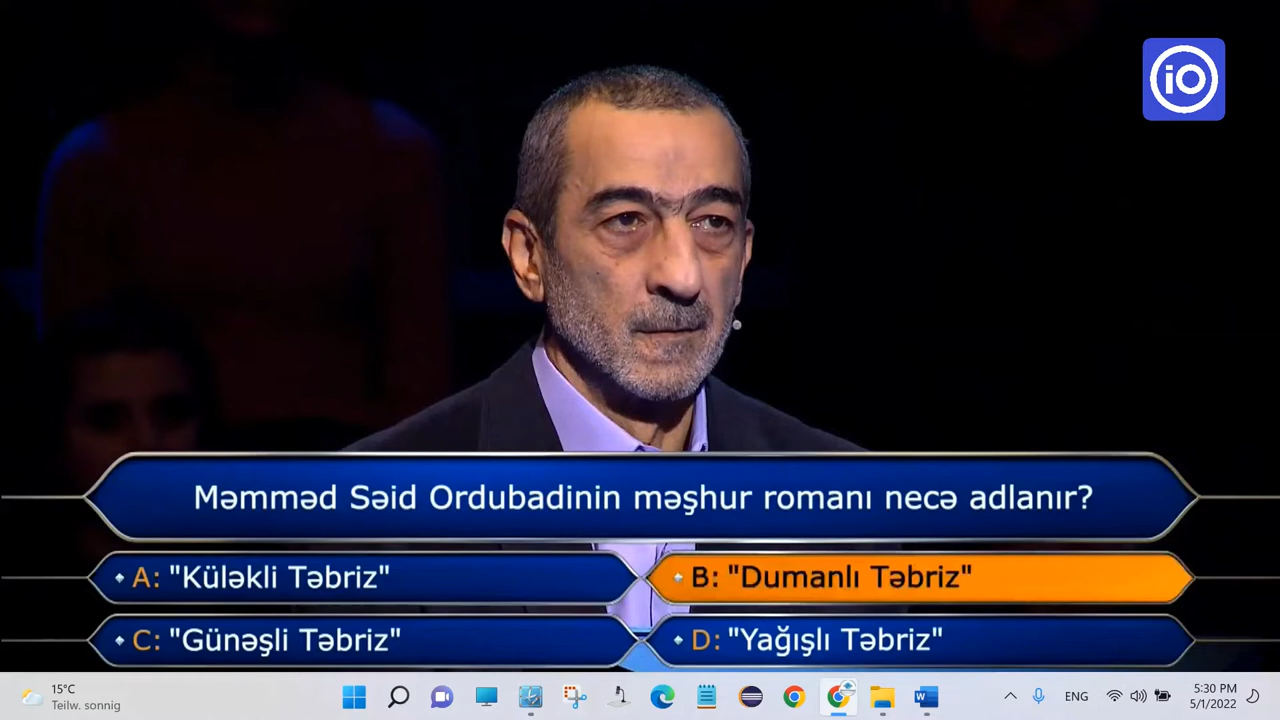 iO
Məmməd Səid Ordubadinin məşhur romanı necə adlanır?
A: "Küləkli Təbriz"
B: "Dumanlı Təbriz"
C: "Günəşli Təbriz"
D: "Yağışlı Təbriz"
15°C
Teilw. sonnig
ENG
5:30 PM
5/1/2022